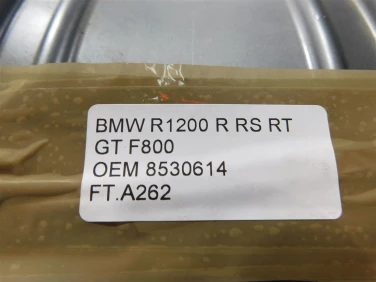 BMW R1200 R RS RT
GT F800
OEM 8530614
FT.A262